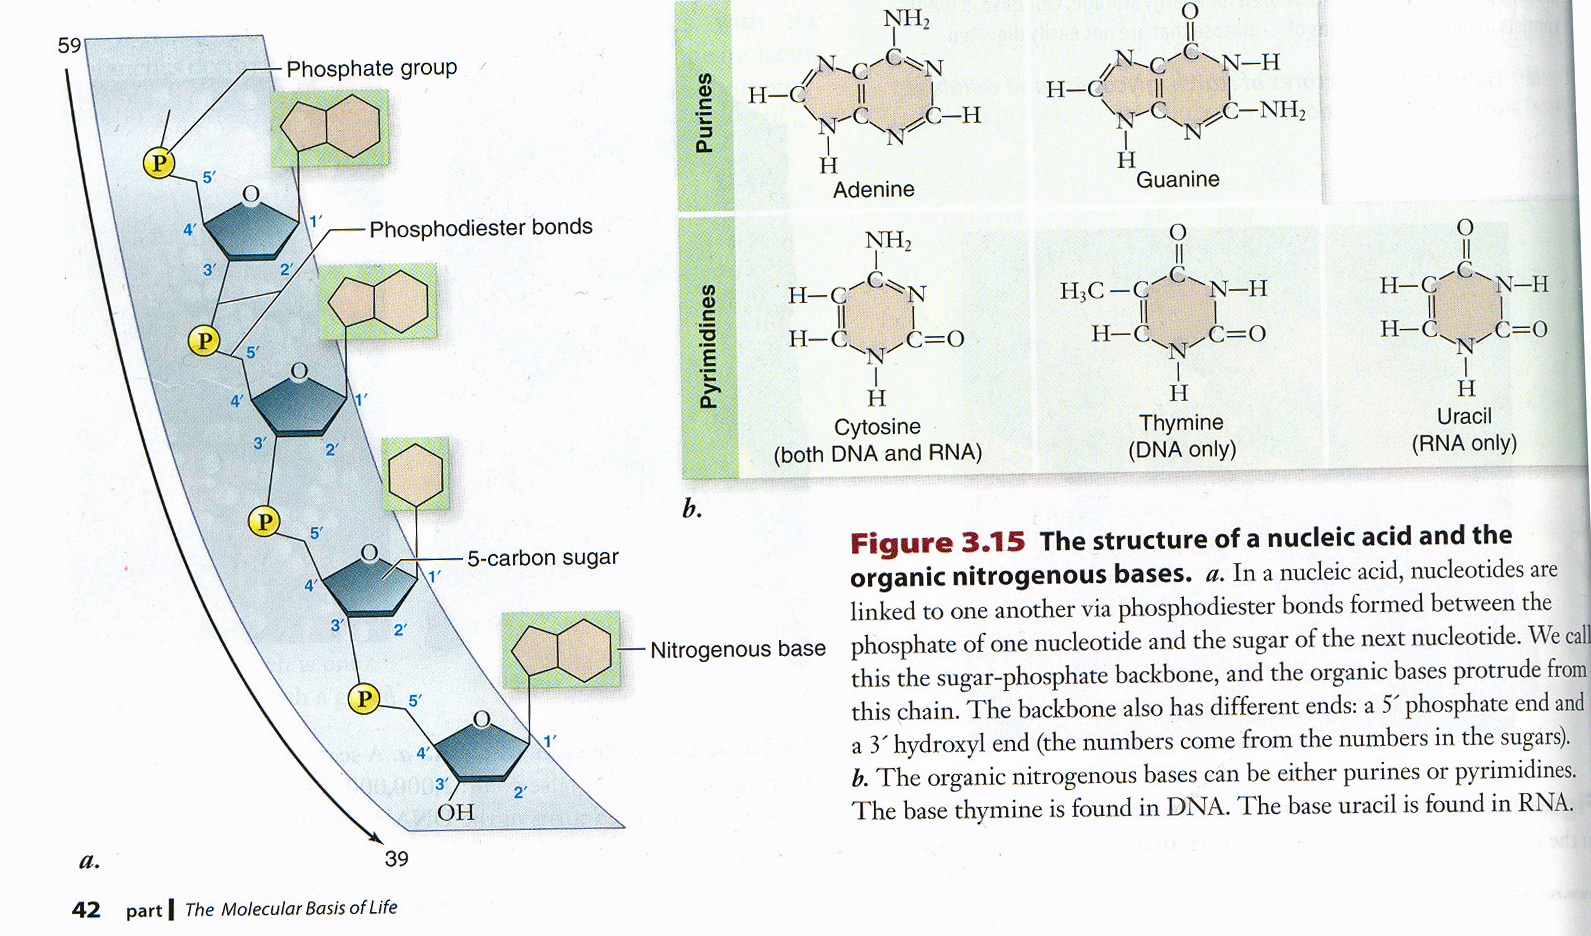 59
Phosphate group
P
5′
O
4′
1′
Phosphodiester bonds
3′
2′
P
5′
O
4′
1′
3′
2′
P
5′
O
5-carbon sugar
4′
1′
3′
2′
Nitrogenous base
P
5′
O
4′
1′
3′
2′
OH
39
a.
Purines
NH₂
C
N
C
N
H–C
C
C–H
N
N
H
Adenine
O
C
N
C
N–H
H–C
C
C–NH₂
N
N
H
Guanine
Pyrimidines
NH₂
C
H–C
N
H–C
C=O
N
H
Cytosine
(both DNA and RNA)
O
C
H₃C–C
N–H
H–C
C=O
N
H
Thymine
(DNA only)
O
C
H–C
N–H
H–C
C=O
N
H
Uracil
(RNA only)
b.
Figure 3.15 The structure of a nucleic acid and the
organic nitrogenous bases. a. In a nucleic acid, nucleotides are
linked to one another via phosphodiester bonds formed between the
phosphate of one nucleotide and the sugar of the next nucleotide. We call
this the sugar-phosphate backbone, and the organic bases protrude from
this chain. The backbone also has different ends: a 5´ phosphate end and
a 3´ hydroxyl end (the numbers come from the numbers in the sugars).
b. The organic nitrogenous bases can be either purines or pyrimidines.
The base thymine is found in DNA. The base uracil is found in RNA.
42 part I The Molecular Basis of Life